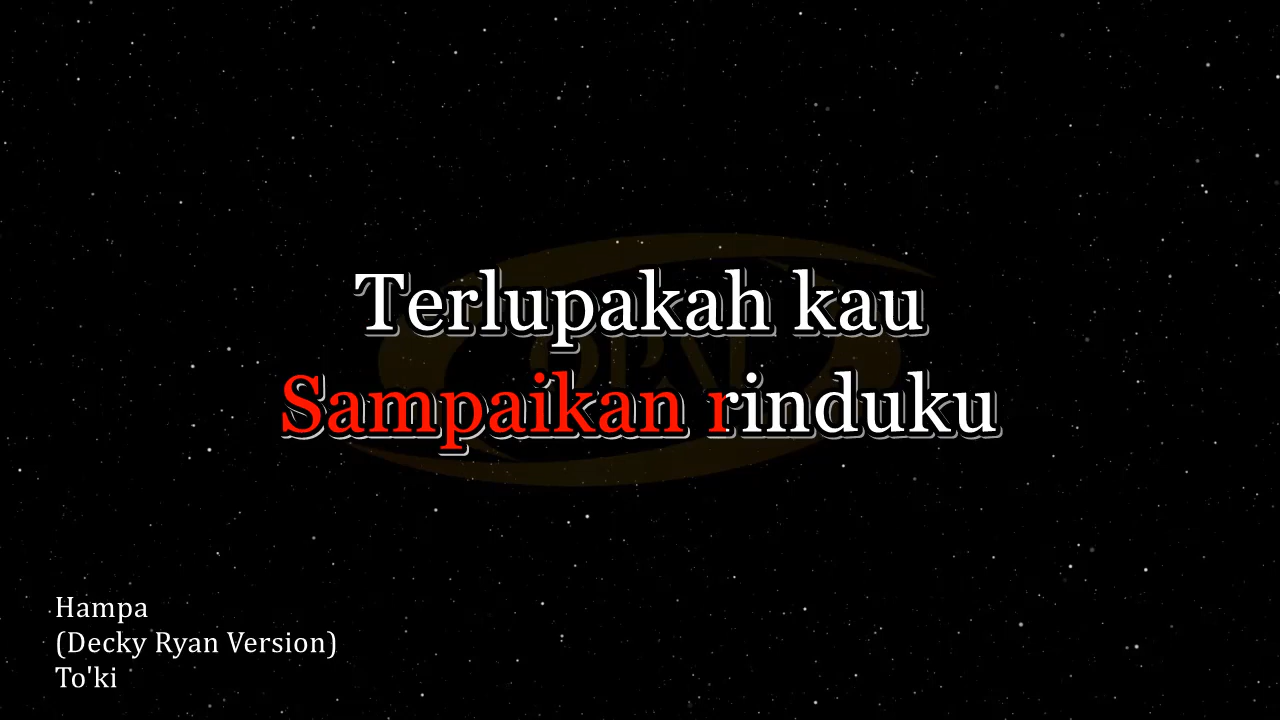 Terlupakah kau
Sampaikan rinduku
Hampa
(Decky Ryan Version)
To'ki